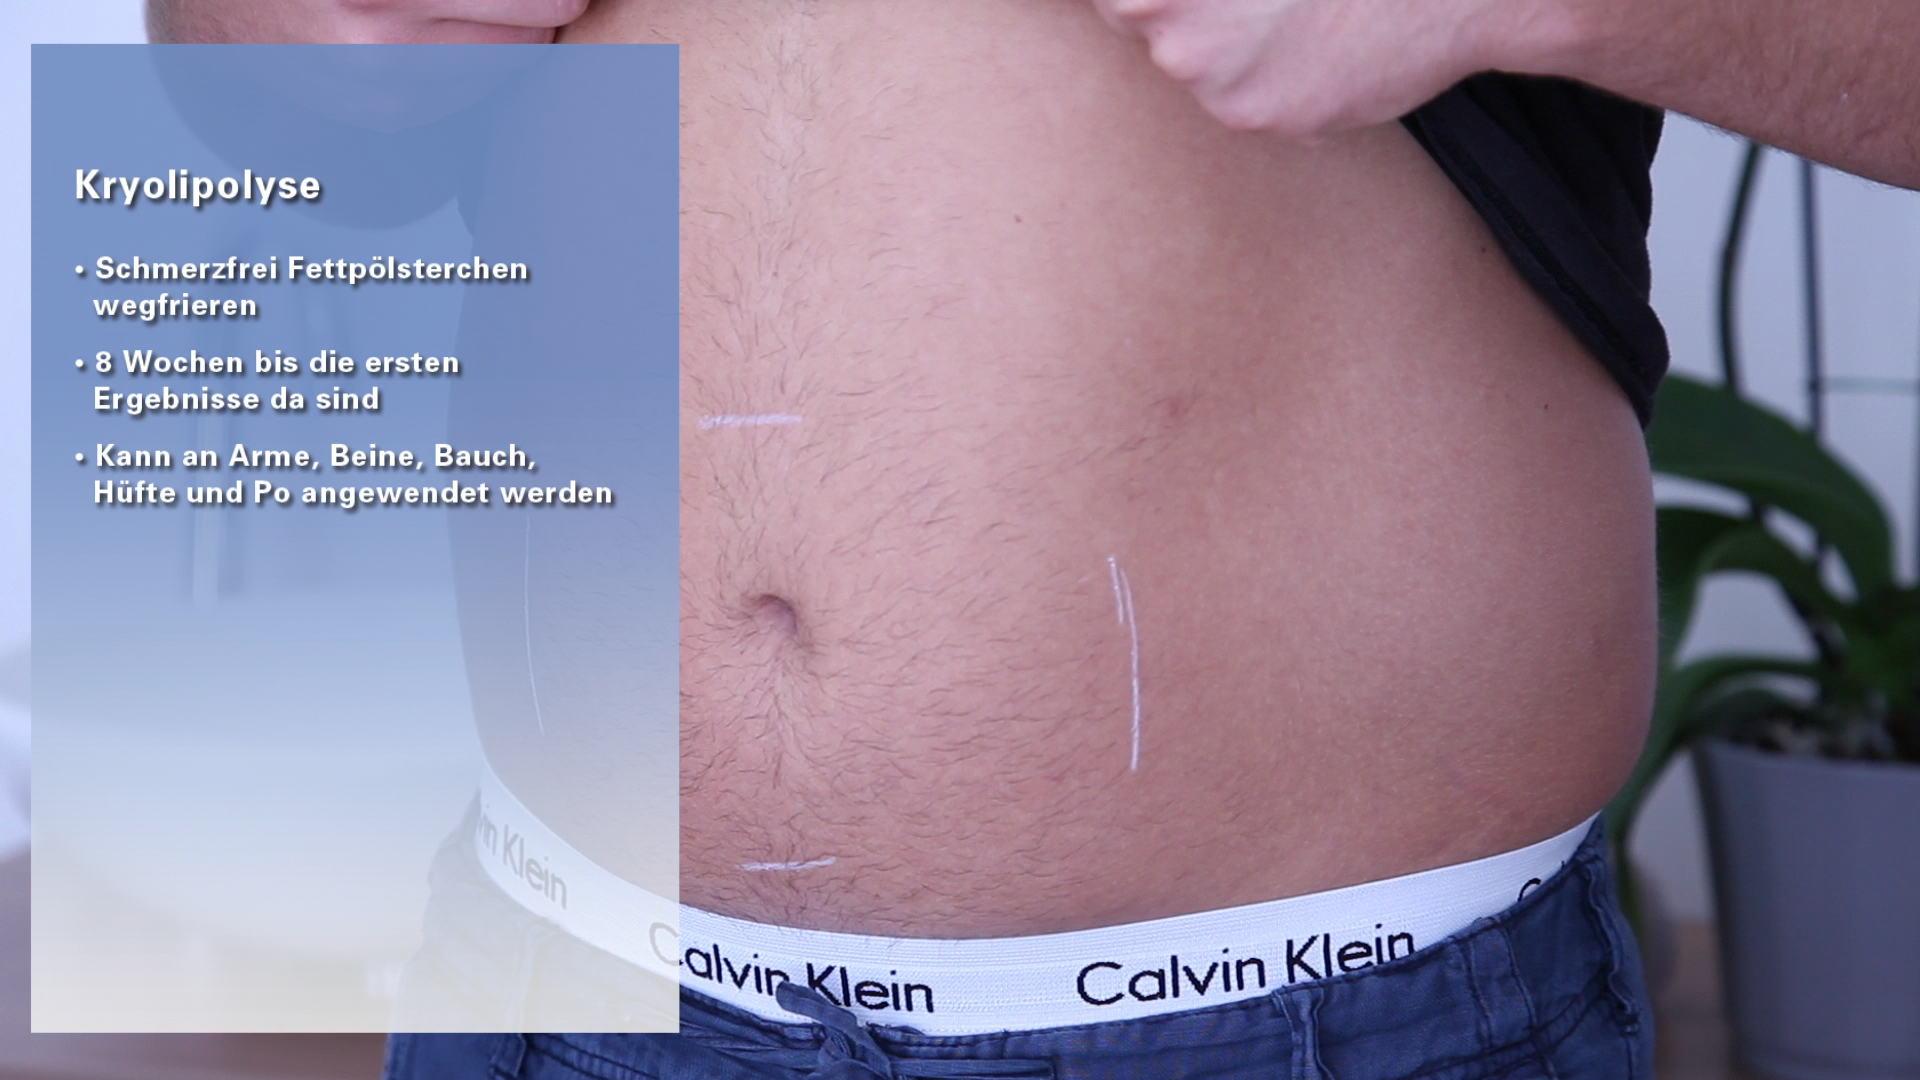 Kryolipolyse
• Schmerzfrei Fettpölsterchen
wegfrieren
• 8 Wochen bis die ersten
Ergebnisse da sind
• Kann an Arme, Beine, Bauch,
Hüfte und Po angewendet werden
Klein
Calvin Klein
Calvin Klein